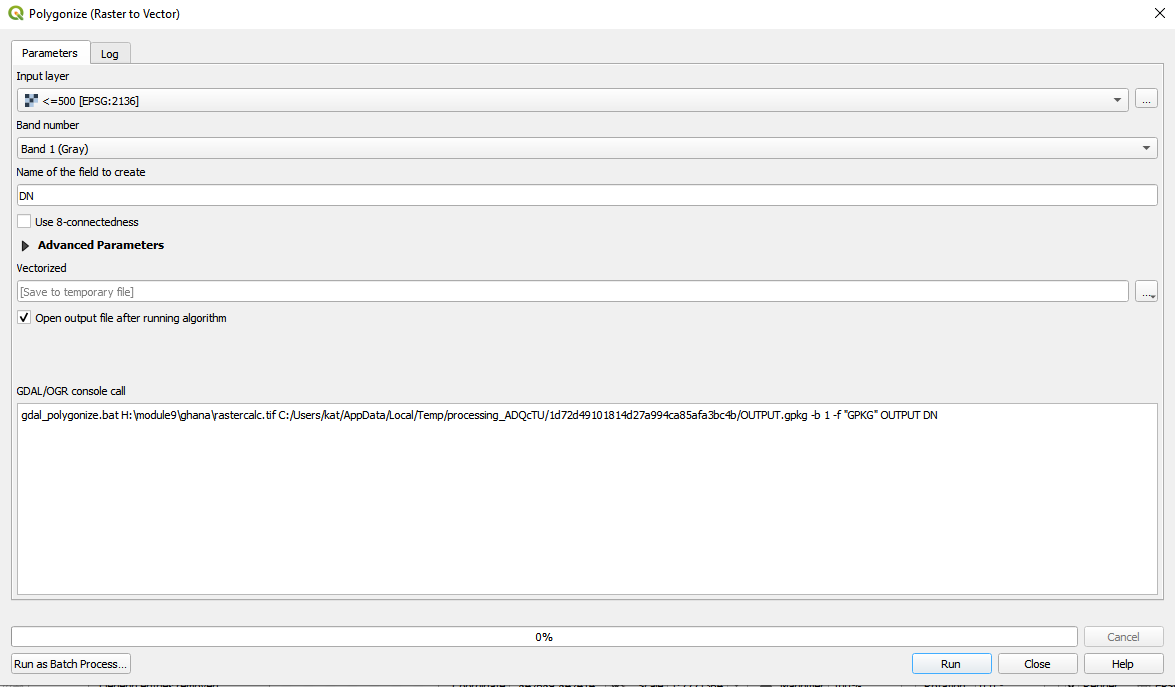 Polygonize (Raster to Vector)
Parameters Log
Input layer
<=500 [EPSG:2136]
...
Band number
Band 1 (Gray)
Name of the field to create
DN
Use 8-connectedness
Advanced Parameters
Vectorized
[Save to temporary file]
...
Open output file after running algorithm
GDAL/OGR console call
gdal_polygonize.bat H:\module9\ghana\rastercalc.tif C:/Users/kat/AppData/Local/Temp/processing_ADQcTU/1d72d49101814d27a994ca85afa3bc4b/OUTPUT.gpkg -b 1 -f "GPKG" OUTPUT DN
0%
Cancel
Run as Batch Process...
Run
Close
Help